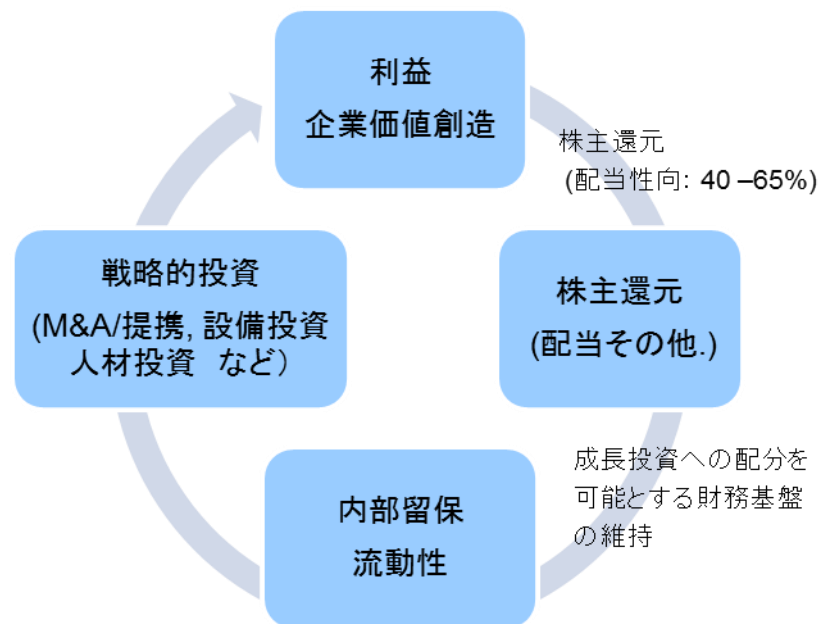 利益
企業価値創造
株主還元
(配当性向: 40 –65%)
株主還元
(配当その他.)
成長投資への配分を
可能とする財務基盤
の維持
内部留保
流動性
戦略的投資
(M&A/提携, 設備投資
人材投資　など）